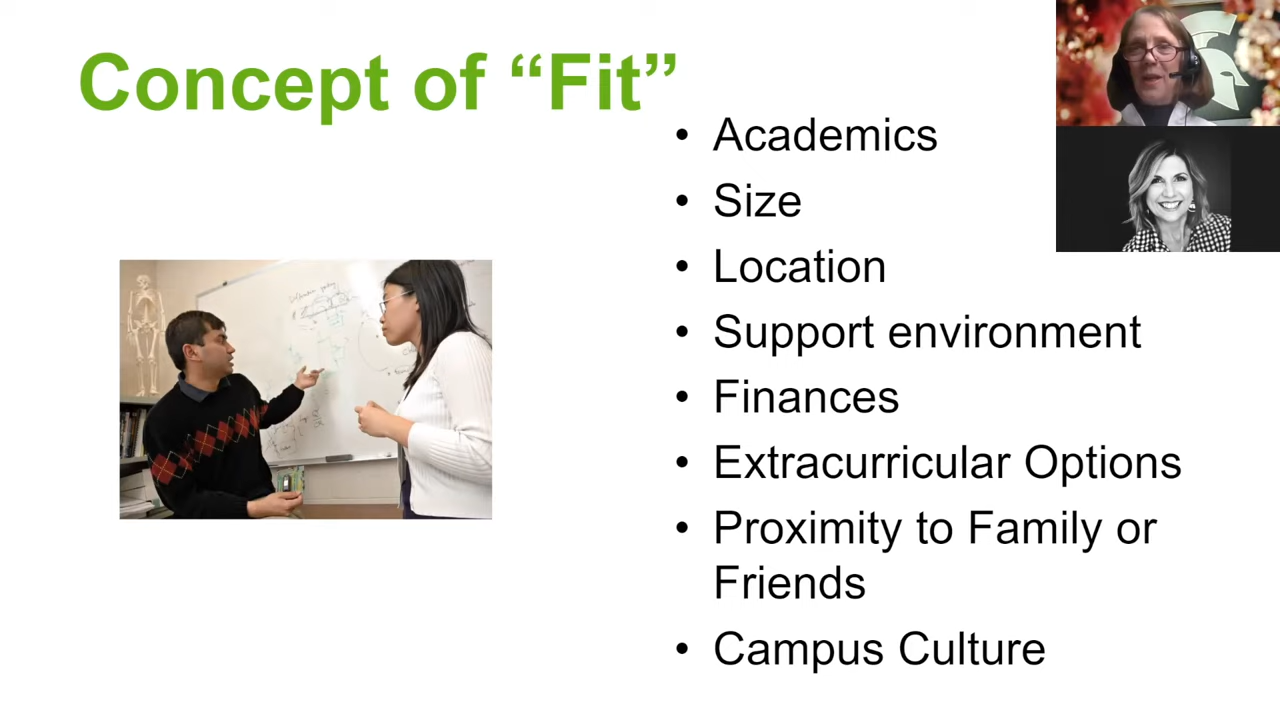 Concept of “Fit”
• Academics
• Size
• Location
• Support environment
• Finances
• Extracurricular Options
• Proximity to Family or
Friends
• Campus Culture